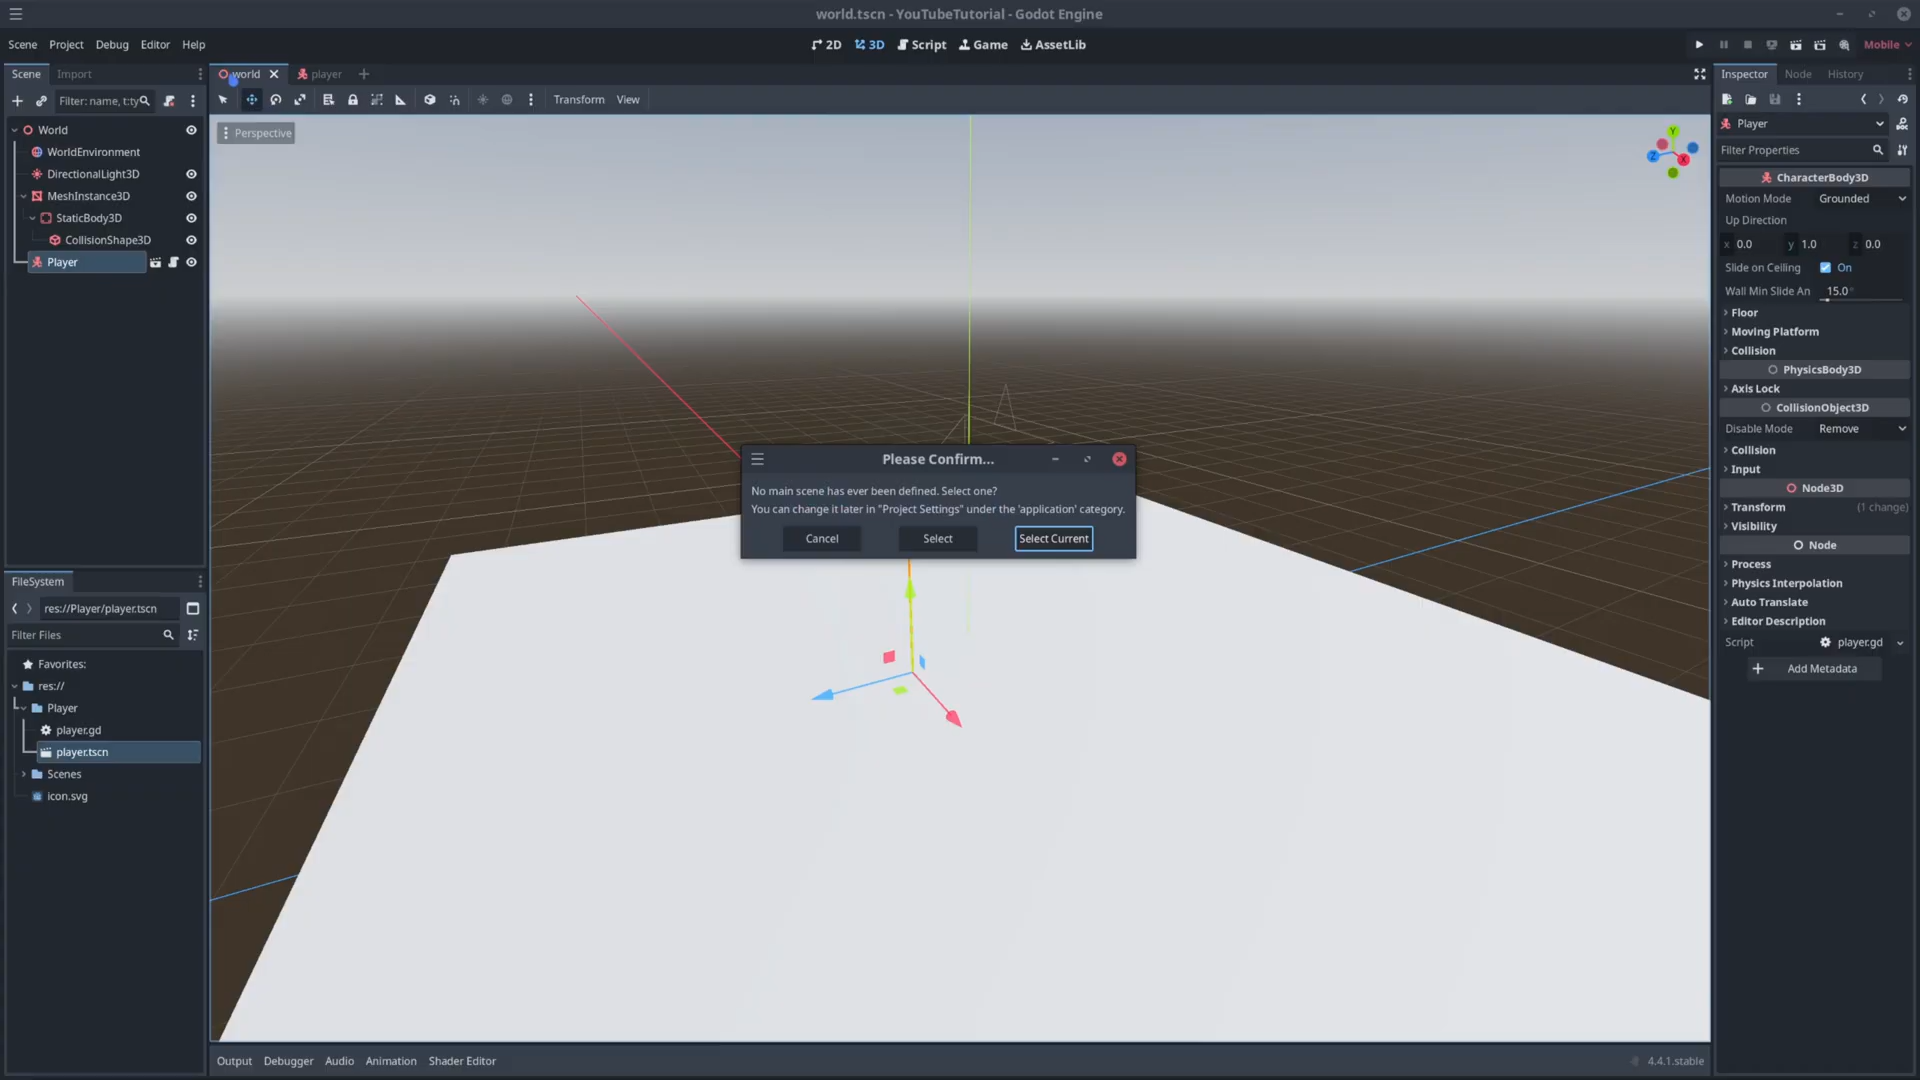 world.tscn - YouTubeTutorial - Godot Engine
Scene Project Debug Editor Help
2D 3D Script Game AssetLib
Mobile
Scene Import
world player
Filter: name, t:ty
Transform View
Perspective
World
WorldEnvironment
DirectionalLight3D
MeshInstance3D
StaticBody3D
CollisionShape3D
Player
FileSystem
res://Player/player.tscn
Filter Files
Favorites:
res://
Player
player.gd
player.tscn
Scenes
icon.svg
Y
Z
X
Please Confirm...
No main scene has ever been defined. Select one?
You can change it later in "Project Settings" under the 'application' category.
Cancel Select Select Current
Output Debugger Audio Animation Shader Editor
4.4.1.stable
Inspector Node History
Player
Filter Properties
CharacterBody3D
Motion Mode Grounded
Up Direction
x 0.0 y 1.0 z 0.0
Slide on Ceiling On
Wall Min Slide An 15.0°
Floor
Moving Platform
Collision
PhysicsBody3D
Axis Lock
CollisionObject3D
Disable Mode Remove
Collision
Input
Node3D
Transform (1 change)
Visibility
Node
Process
Physics Interpolation
Auto Translate
Editor Description
Script player.gd
Add Metadata